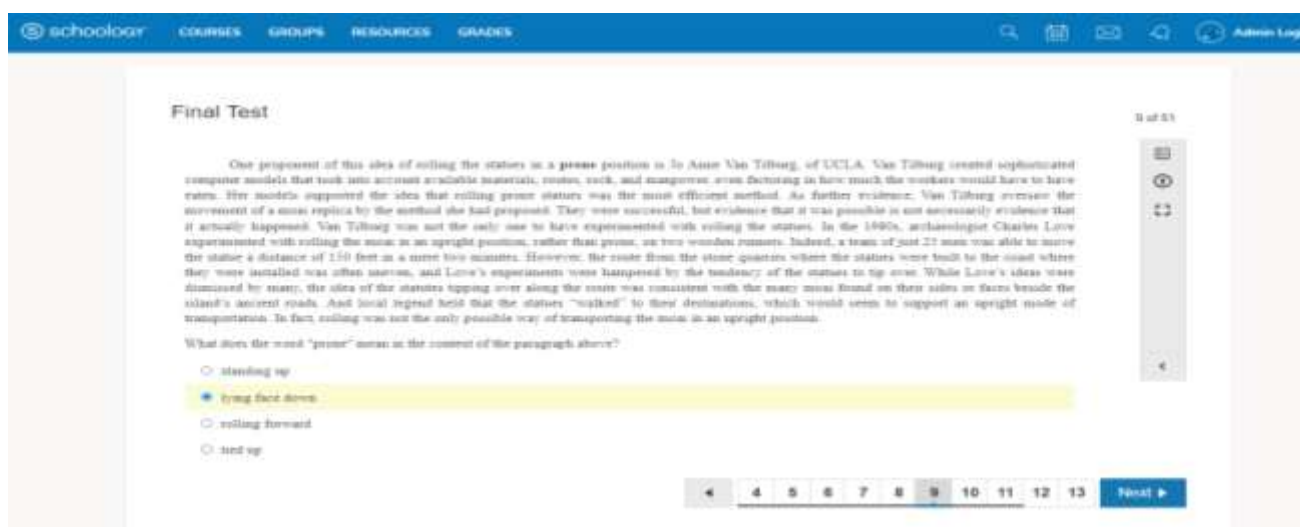 schoology COURSES GROUPS RESOURCES GRADES Admin Log
Final Test
9 of 51
One proponent of this idea of rolling the statues in a prone position is Jo Anne Van Tilburg, of UCLA. Van Tilburg created sophisticated
computer models that took into account available materials, routes, rock, and manpower, even factoring in how much the workers would have to have
eaten. Her models supported the idea that rolling prone statues was the most efficient method. As further evidence, Van Tilburg oversaw the
movement of a moai replica by the method she had proposed. They were successful, but evidence that it was possible is not necessarily evidence that
it actually happened. Van Tilburg was not the only one to have experimented with rolling the statues. In the 1980s, archaeologist Charles Love
experimented with rolling the moai in an upright position, rather than prone, on two wooden runners. Indeed, a team of just 25 men was able to move
the statue a distance of 150 feet in a mere two minutes. However, the route from the stone quarries where the statues were built to the coast where
they were installed was often uneven, and Love's experiments were hampered by the tendency of the statues to tip over. While Love's ideas were
dismissed by many, the idea of the statutes tipping over along the route was consistent with the many moai found on their sides or faces beside the
island's ancient roads. And local legend held that the statues "walked" to their destinations, which would seem to support an upright mode of
transportation. In fact, rolling was not the only possible way of transporting the moai in an upright position.
What does the word "prone" mean in the context of the paragraph above?
standing up
lying face down
rolling forward
tied up
4 5 6 7 8 9 10 11 12 13 Next